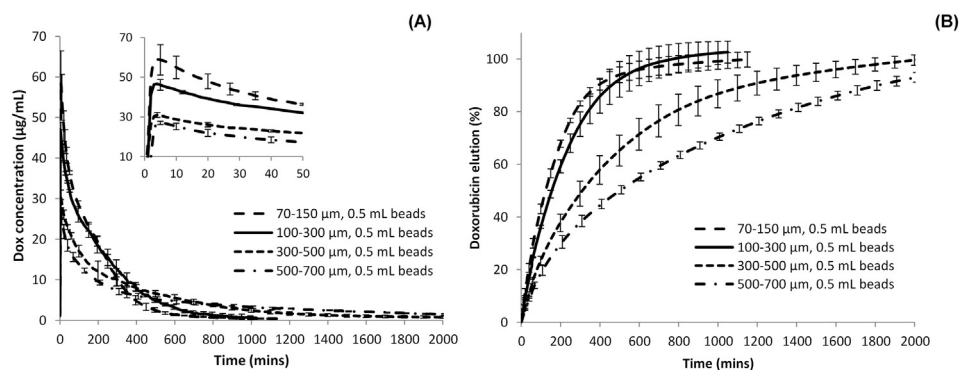 (A)
Dox concentration (µg/mL)
70
60
50
40
30
20
10
0
0 200 400 600 800 1000 1200 1400 1600 1800 2000
Time (mins)
70
50
30
10
0 10 20 30 40 50
70-150 µm, 0.5 mL beads
100-300 µm, 0.5 mL beads
300-500 µm, 0.5 mL beads
500-700 µm, 0.5 mL beads
(B)
Doxorubicin elution (%)
100
80
60
40
20
0
0 200 400 600 800 1000 1200 1400 1600 1800 2000
Time (mins)
70-150 µm, 0.5 mL beads
100-300 µm, 0.5 mL beads
300-500 µm, 0.5 mL beads
500-700 µm, 0.5 mL beads